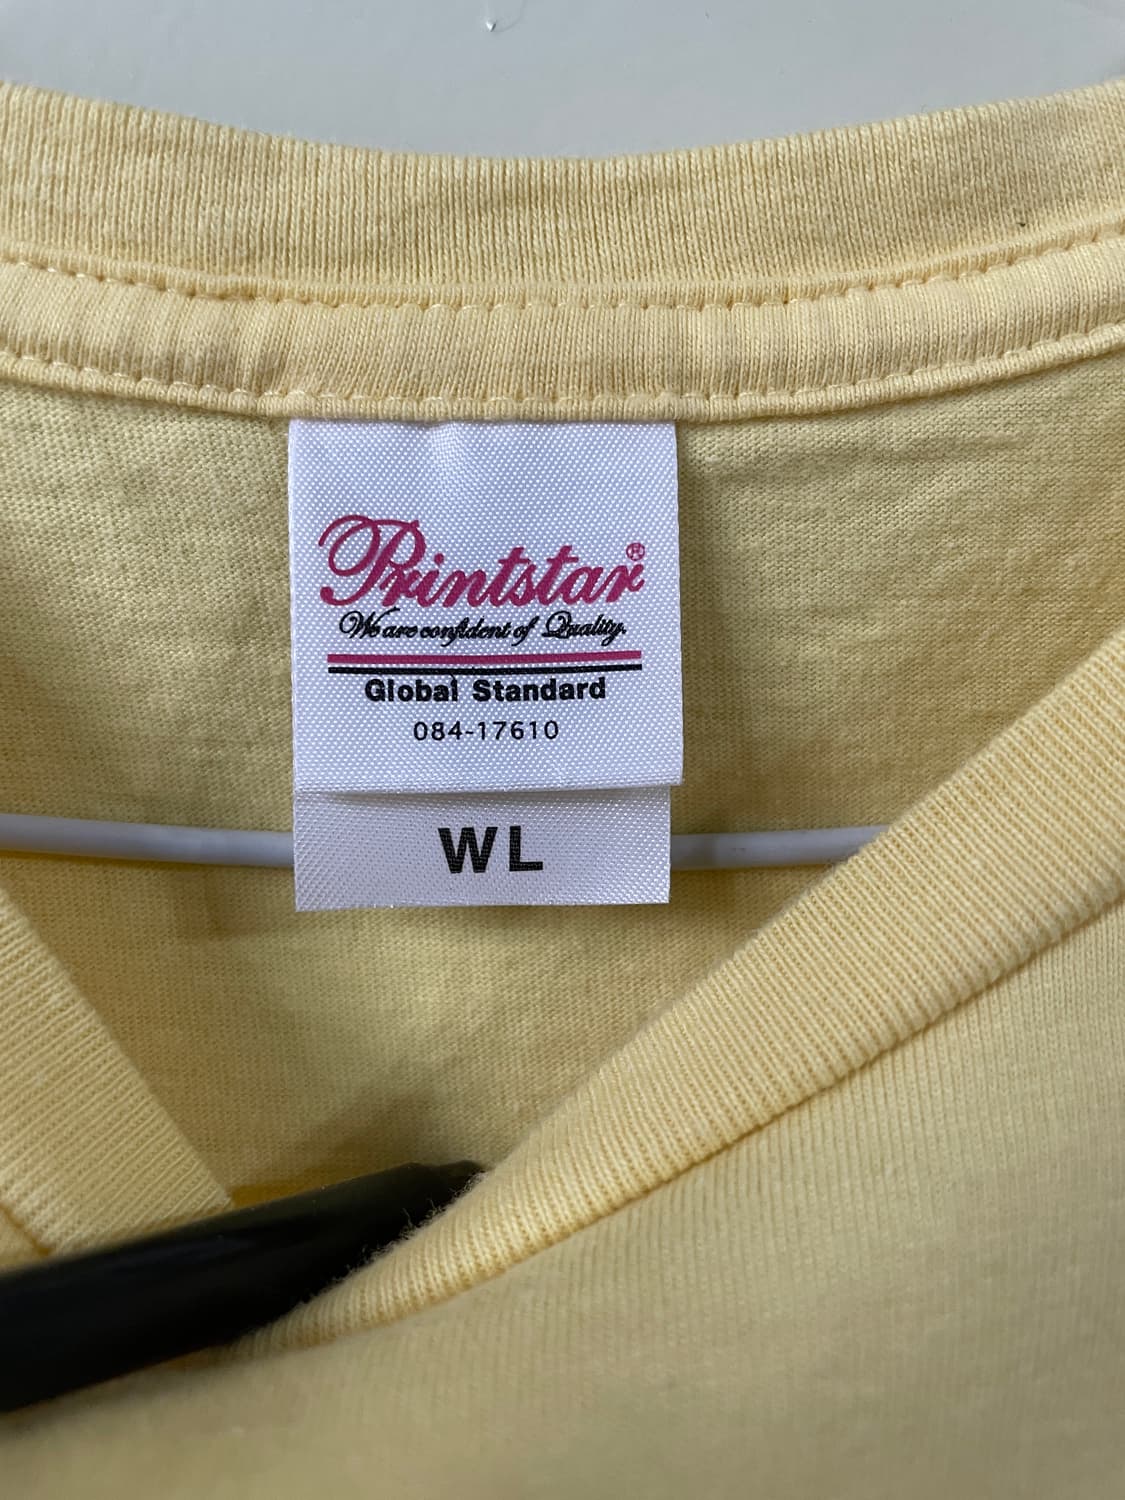 Printstar®
We are confident of Quality.
Global Standard
084-17610
WL